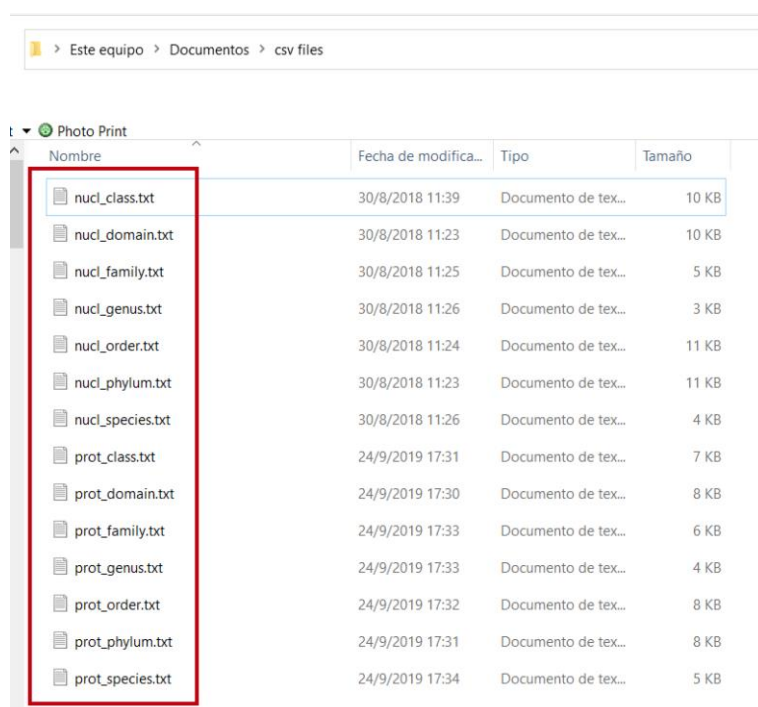 > Este equipo > Documentos > csv files
t ▾ Photo Print
Nombre Fecha de modifica... Tipo Tamaño
nucl_class.txt 30/8/2018 11:39 Documento de tex... 10 KB
nucl_domain.txt 30/8/2018 11:23 Documento de tex... 10 KB
nucl_family.txt 30/8/2018 11:25 Documento de tex... 5 KB
nucl_genus.txt 30/8/2018 11:26 Documento de tex... 3 KB
nucl_order.txt 30/8/2018 11:24 Documento de tex... 11 KB
nucl_phylum.txt 30/8/2018 11:23 Documento de tex... 11 KB
nucl_species.txt 30/8/2018 11:26 Documento de tex... 4 KB
prot_class.txt 24/9/2019 17:31 Documento de tex... 7 KB
prot_domain.txt 24/9/2019 17:30 Documento de tex... 8 KB
prot_family.txt 24/9/2019 17:33 Documento de tex... 6 KB
prot_genus.txt 24/9/2019 17:33 Documento de tex... 4 KB
prot_order.txt 24/9/2019 17:32 Documento de tex... 8 KB
prot_phylum.txt 24/9/2019 17:31 Documento de tex... 8 KB
prot_species.txt 24/9/2019 17:34 Documento de tex... 5 KB